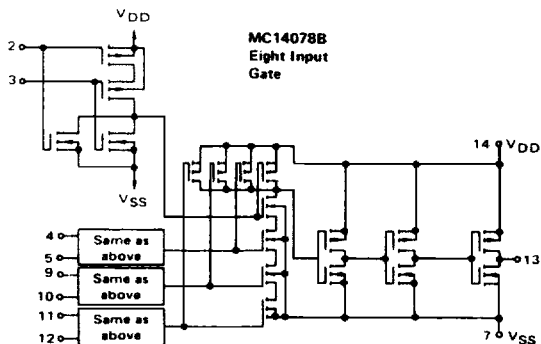 VDD
MC14078B
Eight Input
Gate
2
3
14 VDD
VSS
4
5
Same as
above
9
10
Same as
above
11
12
Same as
above
13
7 VSS